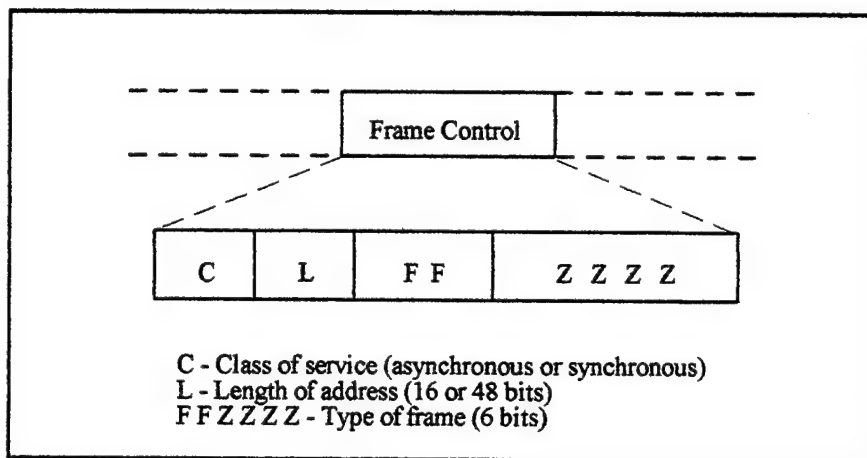 Frame Control
C L F F Z Z Z Z
C - Class of service (asynchronous or synchronous)
L - Length of address (16 or 48 bits)
F F Z Z Z Z - Type of frame (6 bits)